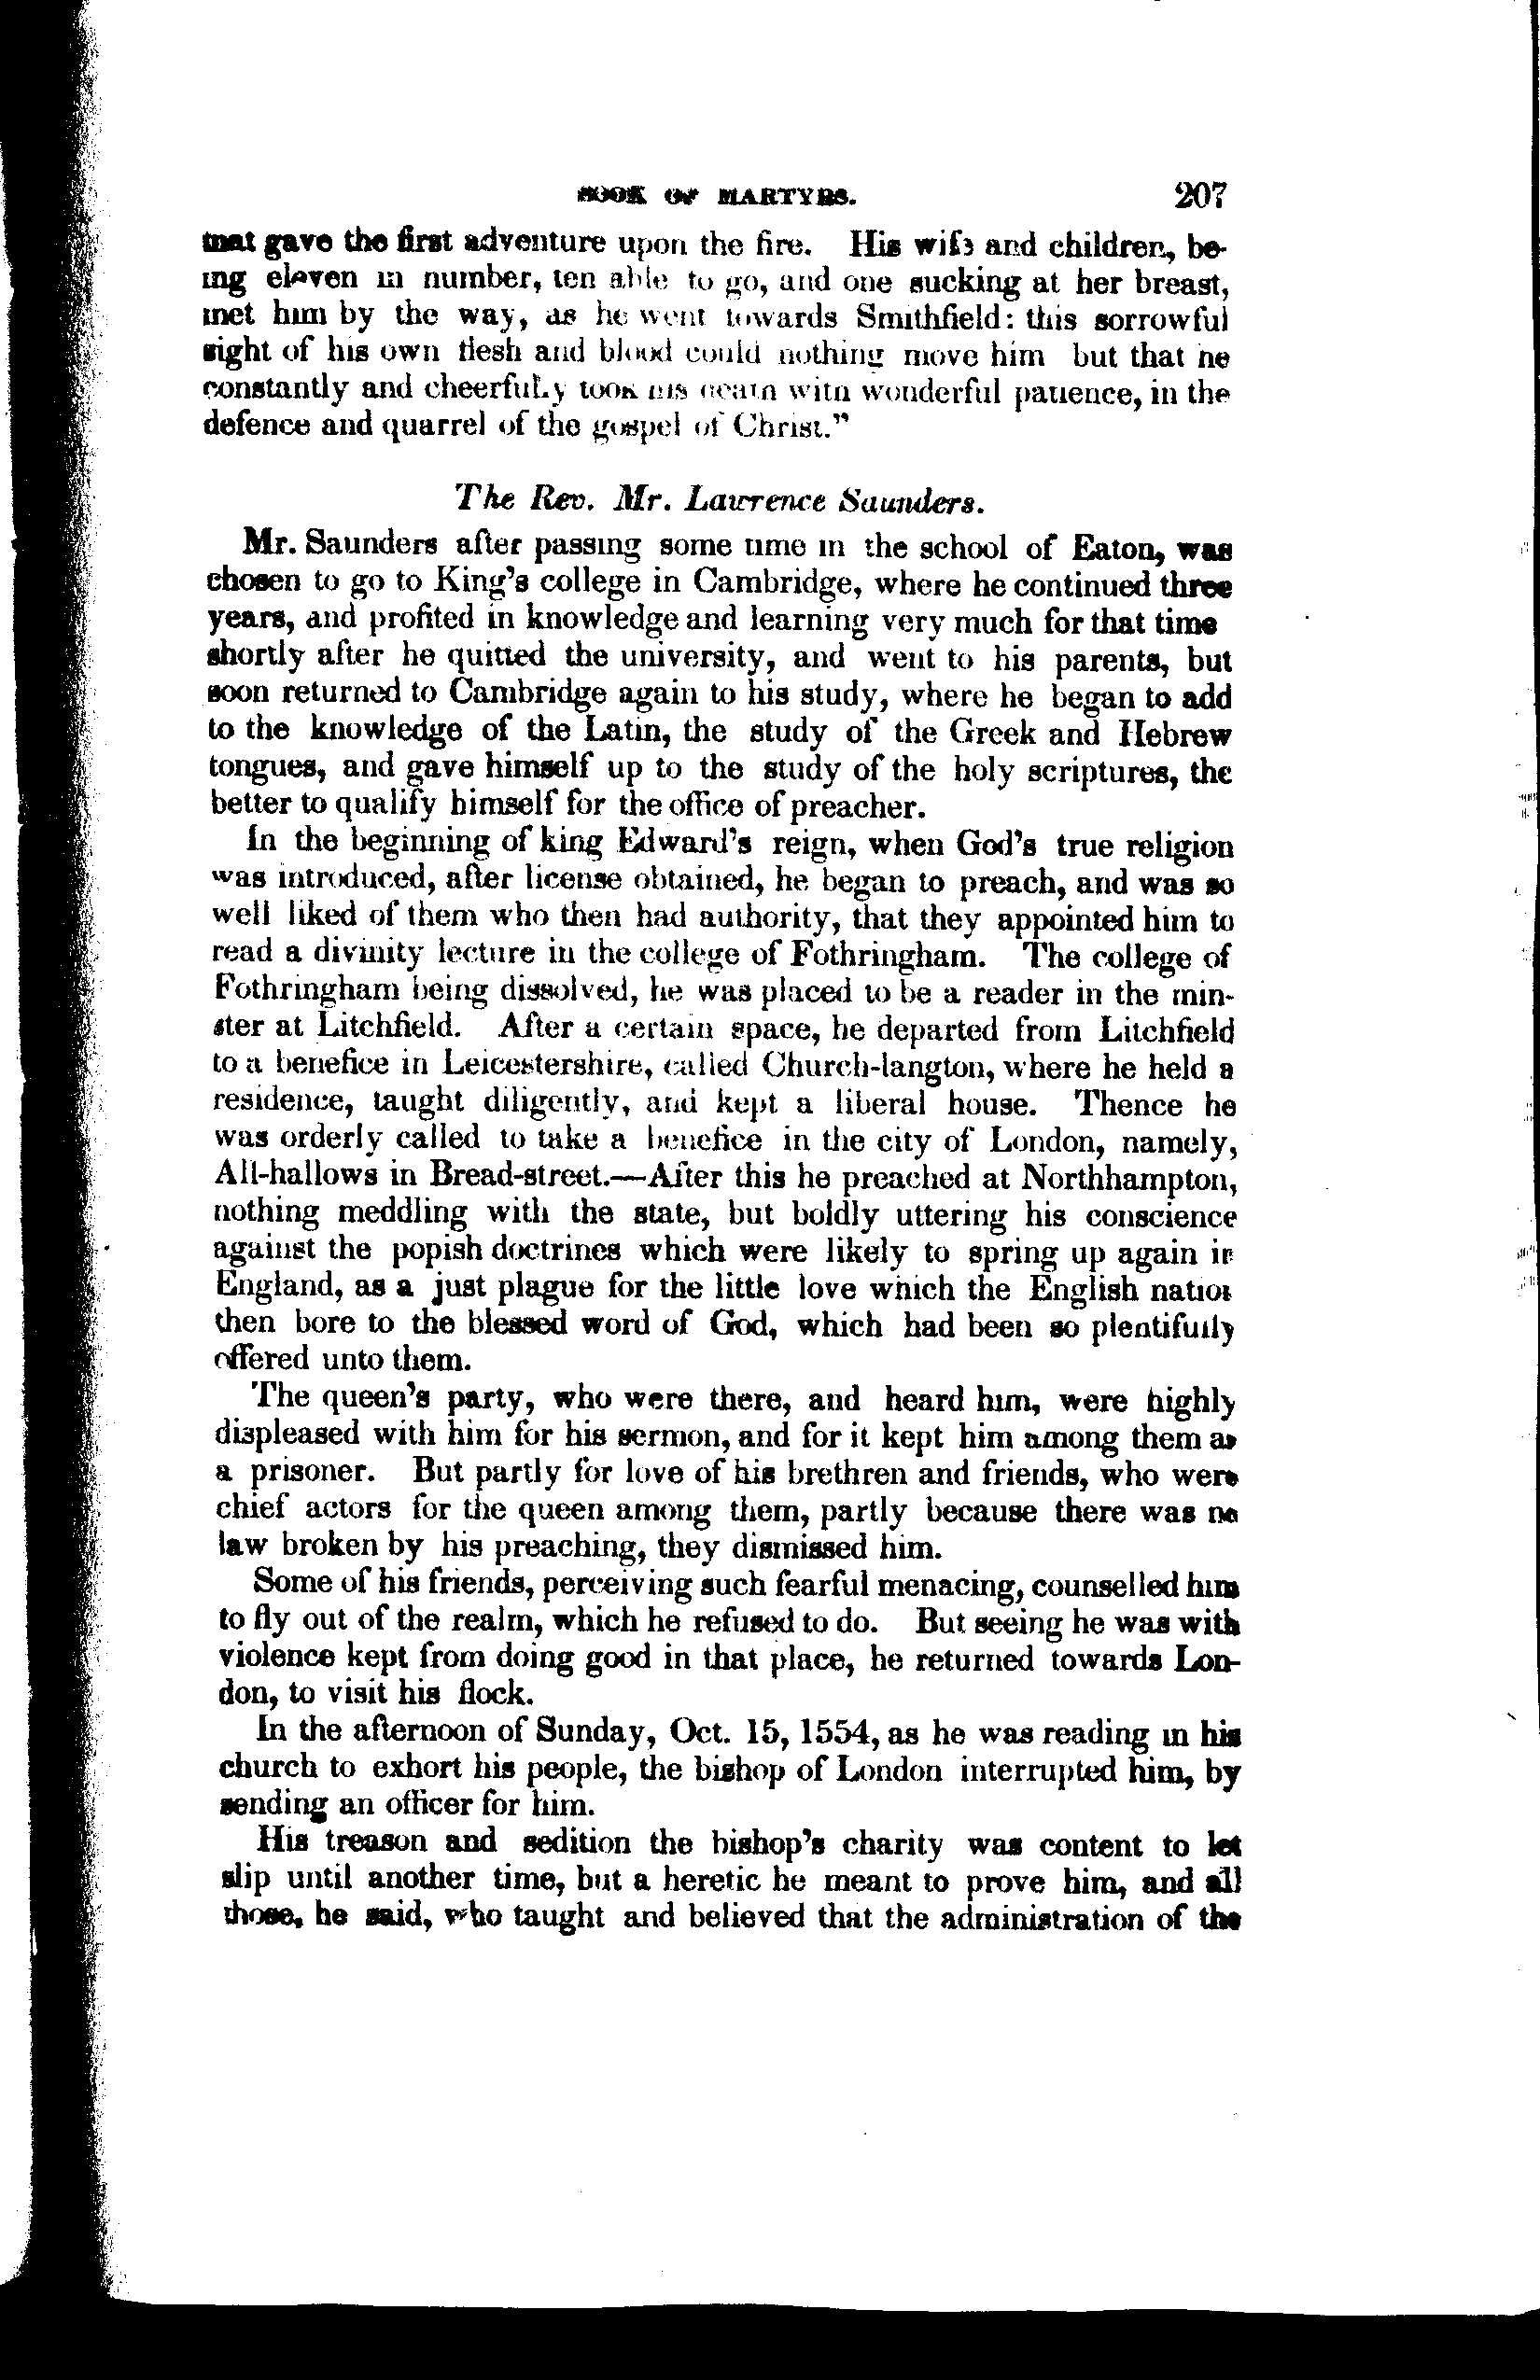 BOOK OF MARTYRS. 207
that gave the first adventure upon the fire. His wife and children, be-
ing eleven in number, ten able to go, and one sucking at her breast,
met him by the way, as he went towards Smithfield: this sorrowful
sight of his own flesh and blood could nothing move him but that he
constantly and cheerfully took his death with wonderful patience, in the
defence and quarrel of the gospel of Christ."
The Rev. Mr. Lawrence Saunders.
Mr. Saunders after passing some time in the school of Eaton, was
chosen to go to King's college in Cambridge, where he continued three
years, and profited in knowledge and learning very much for that time
shortly after he quitted the university, and went to his parents, but
soon returned to Cambridge again to his study, where he began to add
to the knowledge of the Latin, the study of the Greek and Hebrew
tongues, and gave himself up to the study of the holy scriptures, the
better to qualify himself for the office of preacher.
In the beginning of king Edward's reign, when God's true religion
was introduced, after license obtained, he began to preach, and was so
well liked of them who then had authority, that they appointed him to
read a divinity lecture in the college of Fothringham. The college of
Fothringham being dissolved, he was placed to be a reader in the min-
ster at Litchfield. After a certain space, he departed from Litchfield
to a benefice in Leicestershire, called Church-langton, where he held a
residence, taught diligently, and kept a liberal house. Thence he
was orderly called to take a benefice in the city of London, namely,
All-hallows in Bread-street.—After this he preached at Northhampton,
nothing meddling with the state, but boldly uttering his conscience
against the popish doctrines which were likely to spring up again in
England, as a just plague for the little love which the English nation
then bore to the blessed word of God, which had been so plentifully
offered unto them.
The queen's party, who were there, and heard him, were highly
displeased with him for his sermon, and for it kept him among them as
a prisoner. But partly for love of his brethren and friends, who were
chief actors for the queen among them, partly because there was no
law broken by his preaching, they dismissed him.
Some of his friends, perceiving such fearful menacing, counselled him
to fly out of the realm, which he refused to do. But seeing he was with
violence kept from doing good in that place, he returned towards Lon-
don, to visit his flock.
In the afternoon of Sunday, Oct. 15, 1554, as he was reading in his
church to exhort his people, the bishop of London interrupted him, by
sending an officer for him.
His treason and sedition the bishop's charity was content to let
slip until another time, but a heretic he meant to prove him, and all
those, he said, who taught and believed that the administration of the